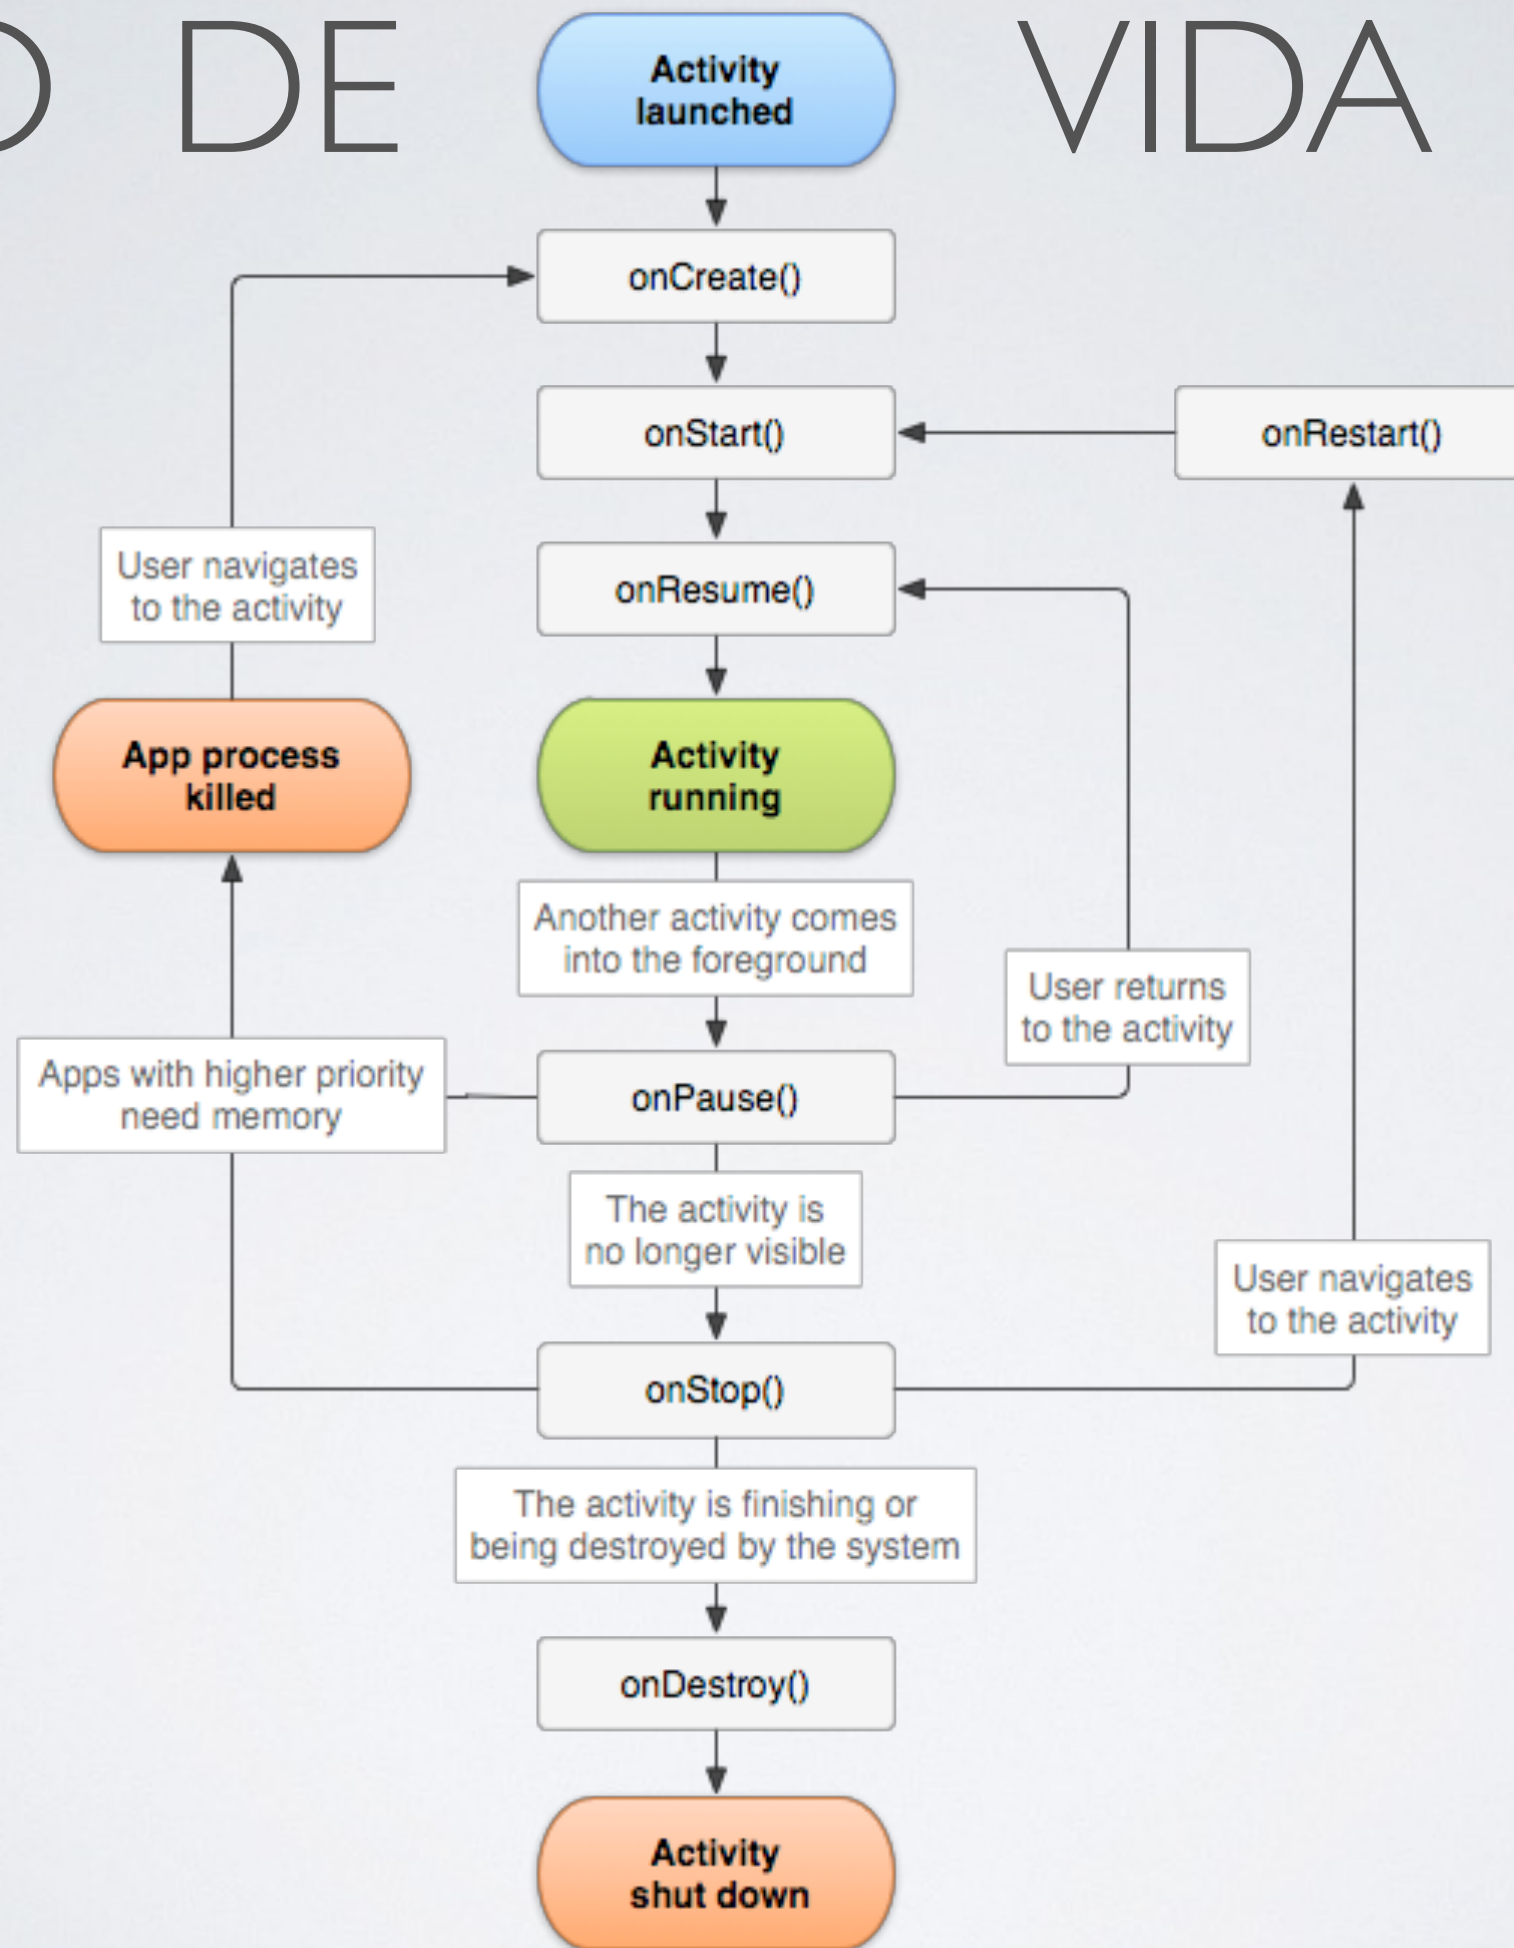 O DE VIDA
Activity
launched
onCreate()
onStart()
onRestart()
onResume()
User navigates
to the activity
App process
killed
Activity
running
Another activity comes
into the foreground
User returns
to the activity
Apps with higher priority
need memory
onPause()
The activity is
no longer visible
User navigates
to the activity
onStop()
The activity is finishing or
being destroyed by the system
onDestroy()
Activity
shut down